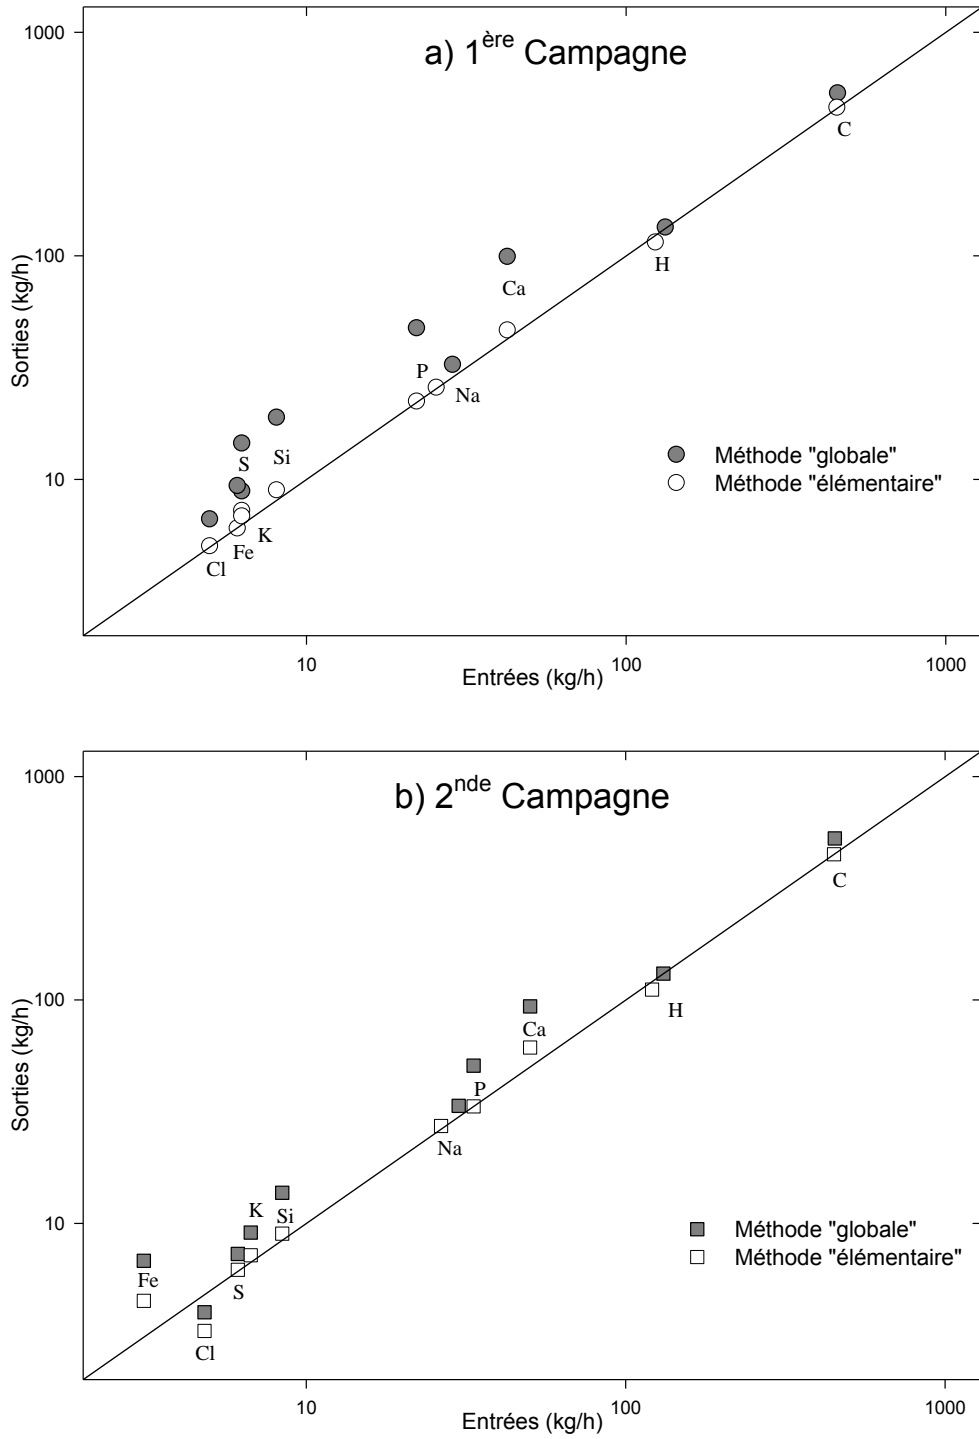 a) 1ère Campagne
1000
100
10
Sorties (kg/h)
C
H
Ca
P
Na
S
Si
K
Fe
Cl
Méthode "globale"
Méthode "élémentaire"
10
100
1000
Entrées (kg/h)
b) 2nde Campagne
1000
100
10
Sorties (kg/h)
C
H
Ca
P
Na
K
Si
Fe
S
Cl
Méthode "globale"
Méthode "élémentaire"
10
100
1000
Entrées (kg/h)